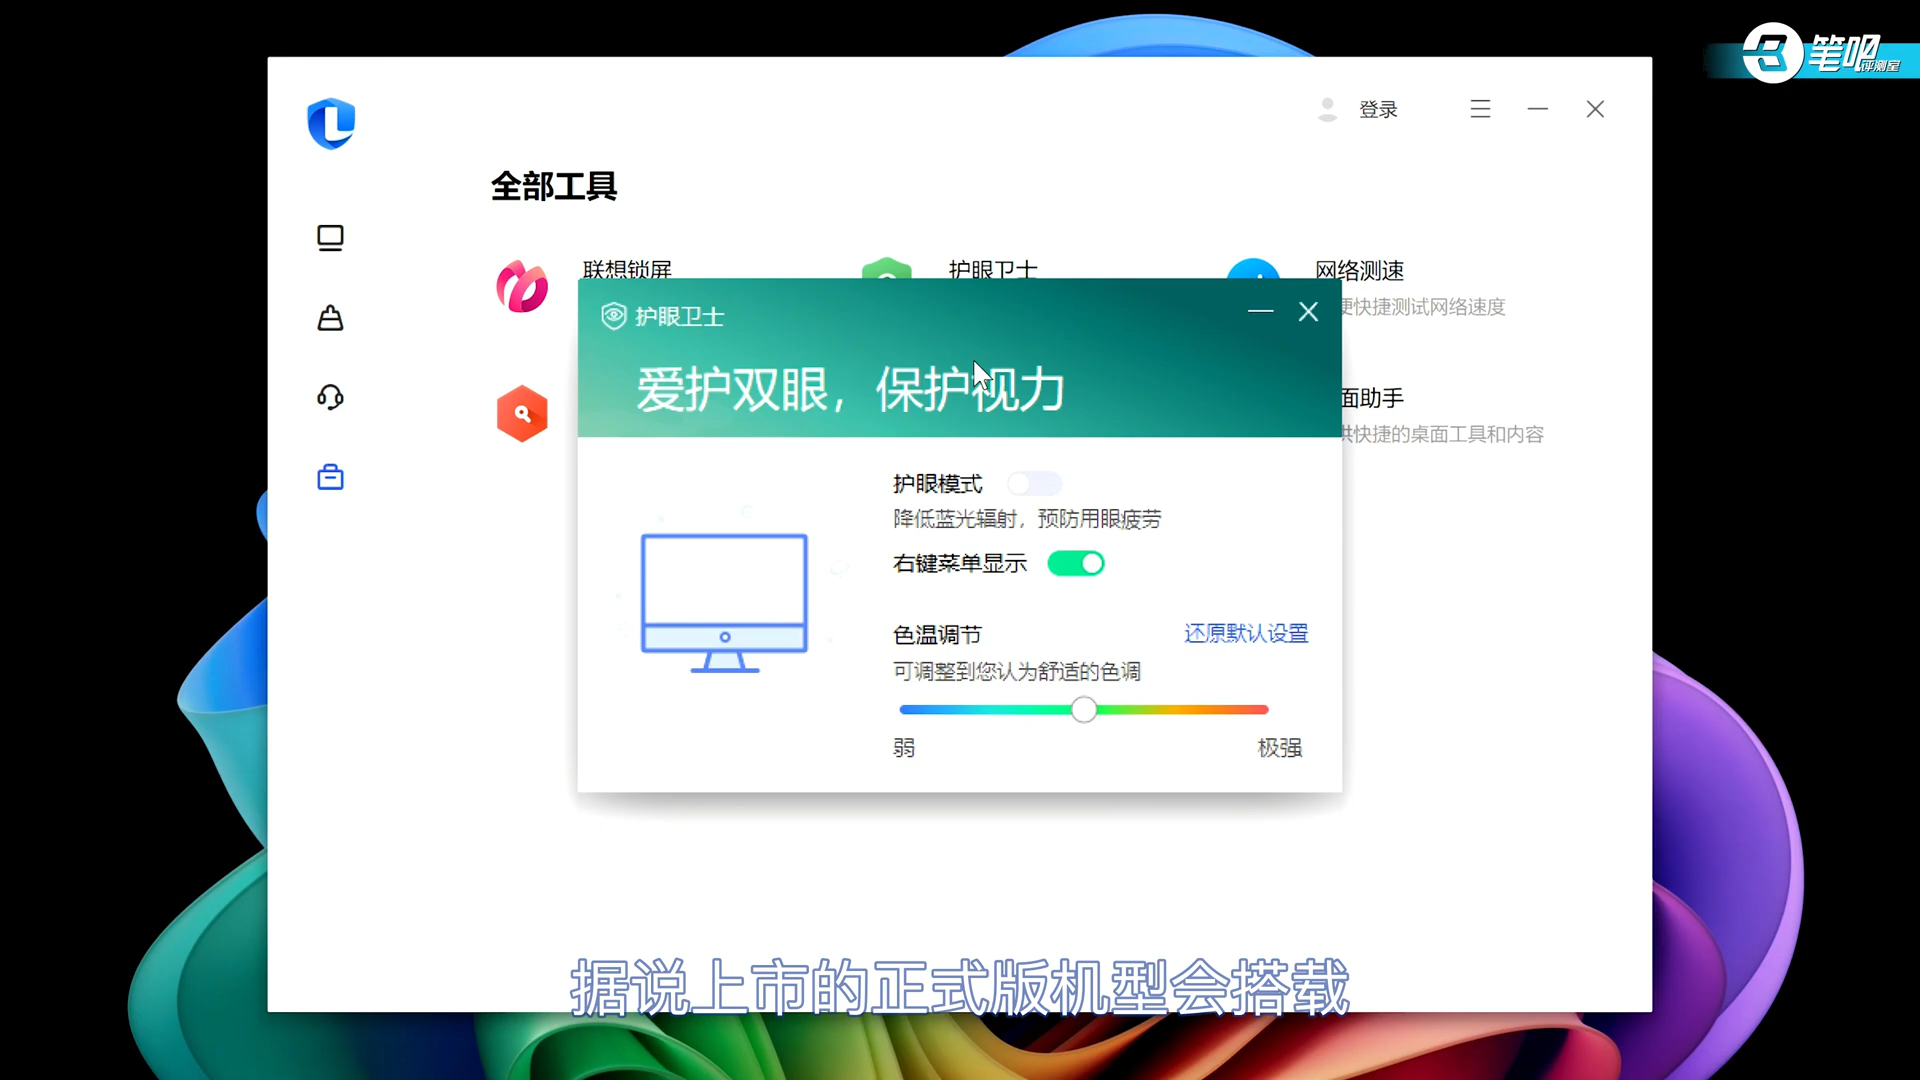 笔吧评测室
登录
全部工具
联想锁屏
护眼卫士
网络测速
便快捷测试网络速度
护眼卫士
爱护双眼，保护视力
面助手
供快捷的桌面工具和内容
护眼模式
降低蓝光辐射，预防用眼疲劳
右键菜单显示
色温调节
还原默认设置
可调整到您认为舒适的色调
弱
极强
据说上市的正式版机型会搭载